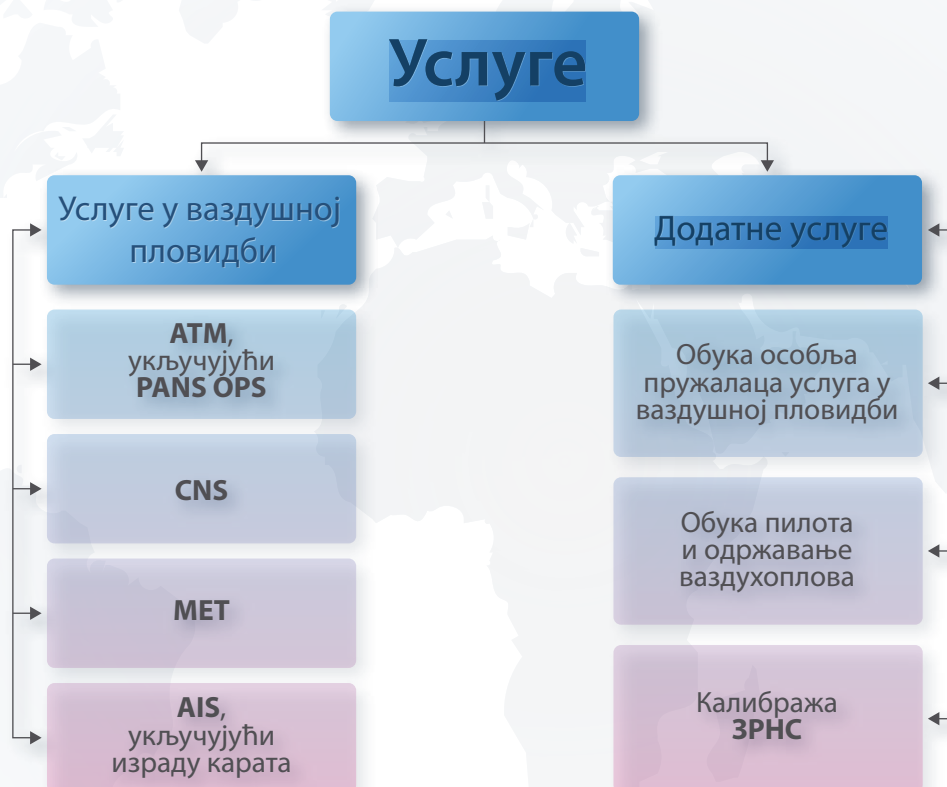 Услуге
Услуге у ваздушној
пловидби
ATM,
укључујући
PANS OPS
CNS
MET
AIS,
укључујући
израду карата
Додатне услуге
Обука особља
пружалаца услуга у
ваздушној пловидби
Обука пилота
и одржавање
ваздухоплова
Калибража
ЗРНС